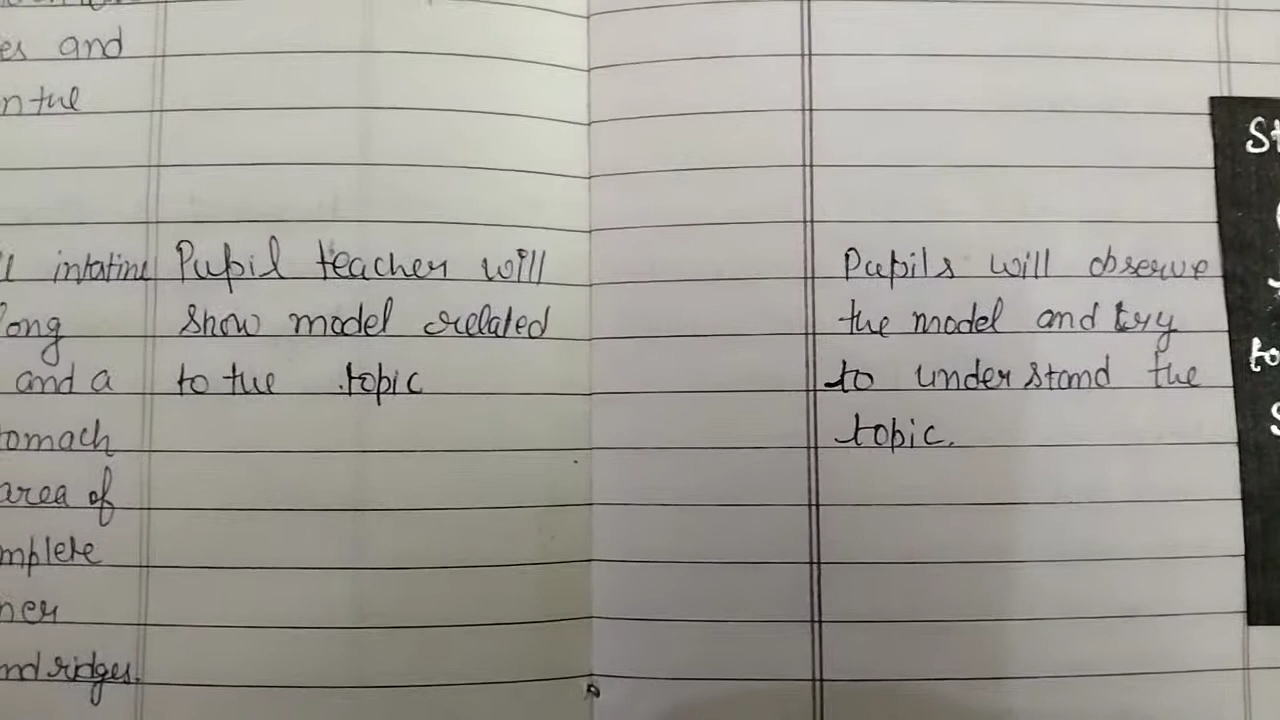 es and
l intatine
long
and a
tomach
area of
mplete
ner
nd ridges.
Pupil teacher will
show model related
to the topic
Pupils will observe
the model and try
to understand the
topic.
St
to
S